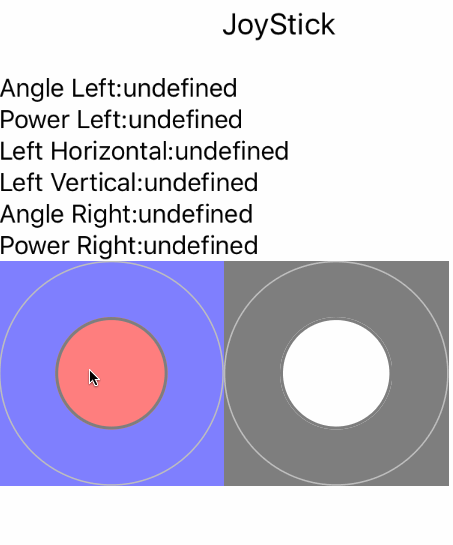 JoyStick
Angle Left:undefined
Power Left:undefined
Left Horizontal:undefined
Left Vertical:undefined
Angle Right:undefined
Power Right:undefined